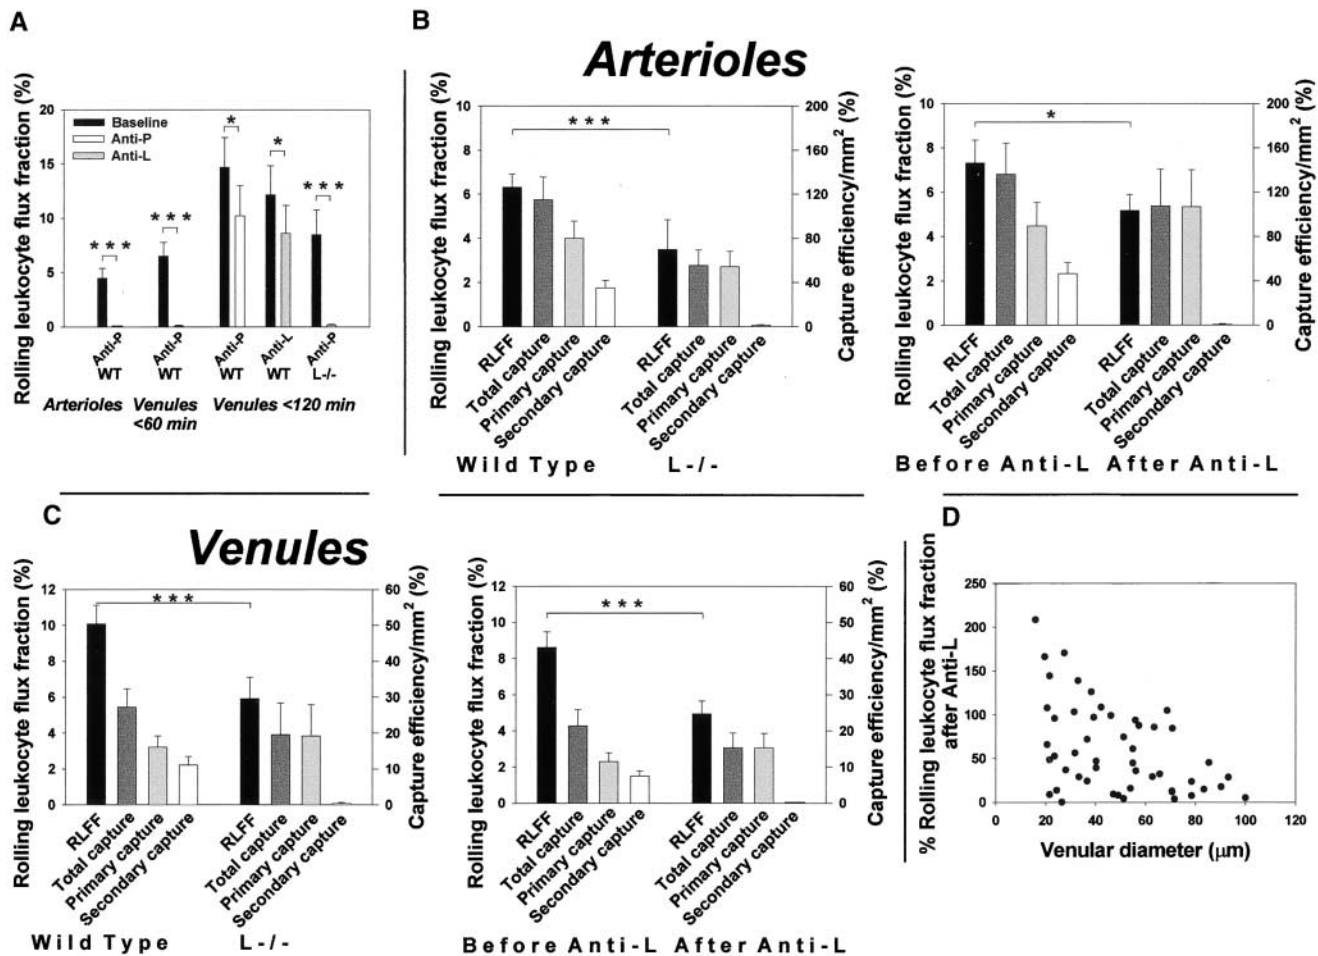 A
Rolling leukocyte flux fraction (%)
20
15
10
5
0
Baseline
Anti-P
Anti-L
* * *
* * *
*
*
* * *
Anti-P Anti-P Anti-P Anti-L Anti-P
WT WT WT WT L-/-
Arterioles Venules <60 min Venules <120 min
B
Arterioles
Rolling leukocyte flux fraction (%)
10
8
6
4
2
0
* * *
200
160
120
80
40
0
Capture efficiency/mm² (%)
RLFF Total capture Primary capture Secondary capture
RLFF Total capture Primary capture Secondary capture
Wild Type L-/-
Rolling leukocyte flux fraction (%)
10
8
6
4
2
0
*
200
160
120
80
40
0
Capture efficiency/mm² (%)
RLFF Total capture Primary capture Secondary capture
RLFF Total capture Primary capture Secondary capture
Before Anti-L After Anti-L
C
Venules
Rolling leukocyte flux fraction (%)
12
10
8
6
4
2
0
* * *
60
50
40
30
20
10
0
Capture efficiency/mm² (%)
RLFF Total capture Primary capture Secondary capture
RLFF Total capture Primary capture Secondary capture
Wild Type L-/-
Rolling leukocyte flux fraction (%)
12
10
8
6
4
2
0
* * *
60
50
40
30
20
10
0
Capture efficiency/mm² (%)
RLFF Total capture Primary capture Secondary capture
RLFF Total capture Primary capture Secondary capture
Before Anti-L After Anti-L
D
% Rolling leukocyte flux fraction
after Anti-L
250
200
150
100
50
0
0 20 40 60 80 100 120
Venular diameter (µm)